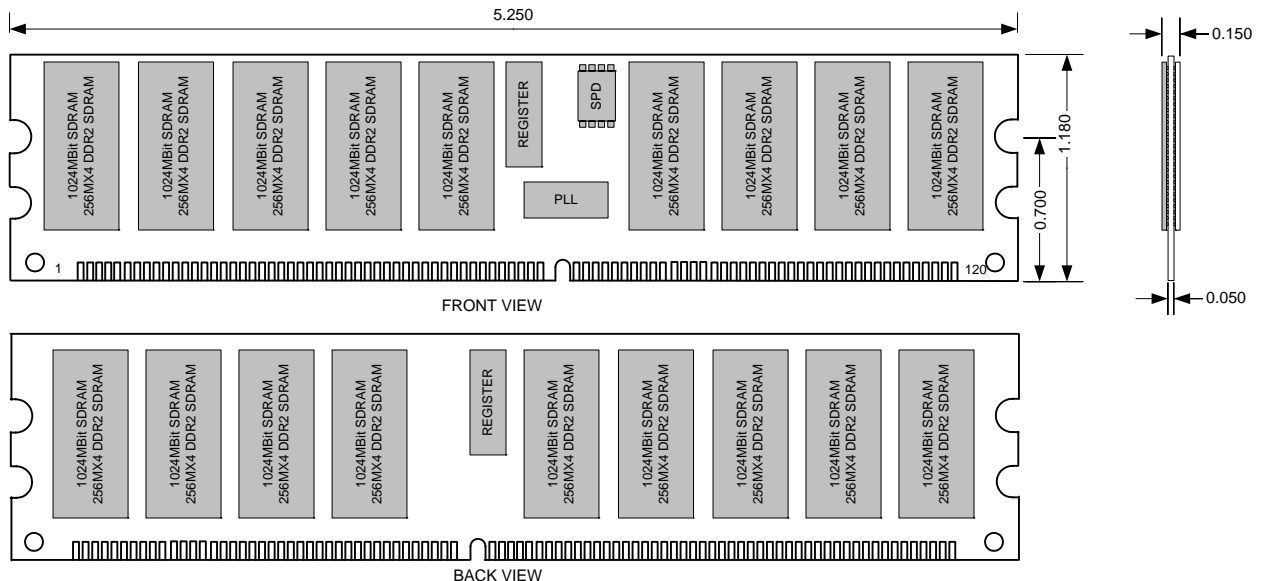 5.250
0.150
1024MBit SDRAM
256MX4 DDR2 SDRAM
1024MBit SDRAM
256MX4 DDR2 SDRAM
1024MBit SDRAM
256MX4 DDR2 SDRAM
1024MBit SDRAM
256MX4 DDR2 SDRAM
1024MBit SDRAM
256MX4 DDR2 SDRAM
REGISTER
SPD
PLL
1024MBit SDRAM
256MX4 DDR2 SDRAM
1024MBit SDRAM
256MX4 DDR2 SDRAM
1024MBit SDRAM
256MX4 DDR2 SDRAM
1024MBit SDRAM
256MX4 DDR2 SDRAM
0.700
1.180
1
120
0.050
FRONT VIEW
1024MBit SDRAM
256MX4 DDR2 SDRAM
1024MBit SDRAM
256MX4 DDR2 SDRAM
1024MBit SDRAM
256MX4 DDR2 SDRAM
1024MBit SDRAM
256MX4 DDR2 SDRAM
REGISTER
1024MBit SDRAM
256MX4 DDR2 SDRAM
1024MBit SDRAM
256MX4 DDR2 SDRAM
1024MBit SDRAM
256MX4 DDR2 SDRAM
1024MBit SDRAM
256MX4 DDR2 SDRAM
1024MBit SDRAM
256MX4 DDR2 SDRAM
BACK VIEW